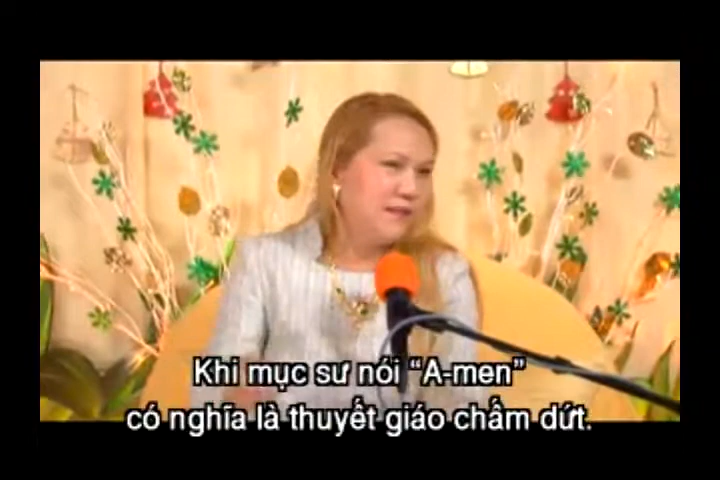 Khi mục sư nói “A-men”
có nghĩa là thuyết giáo chấm dứt.